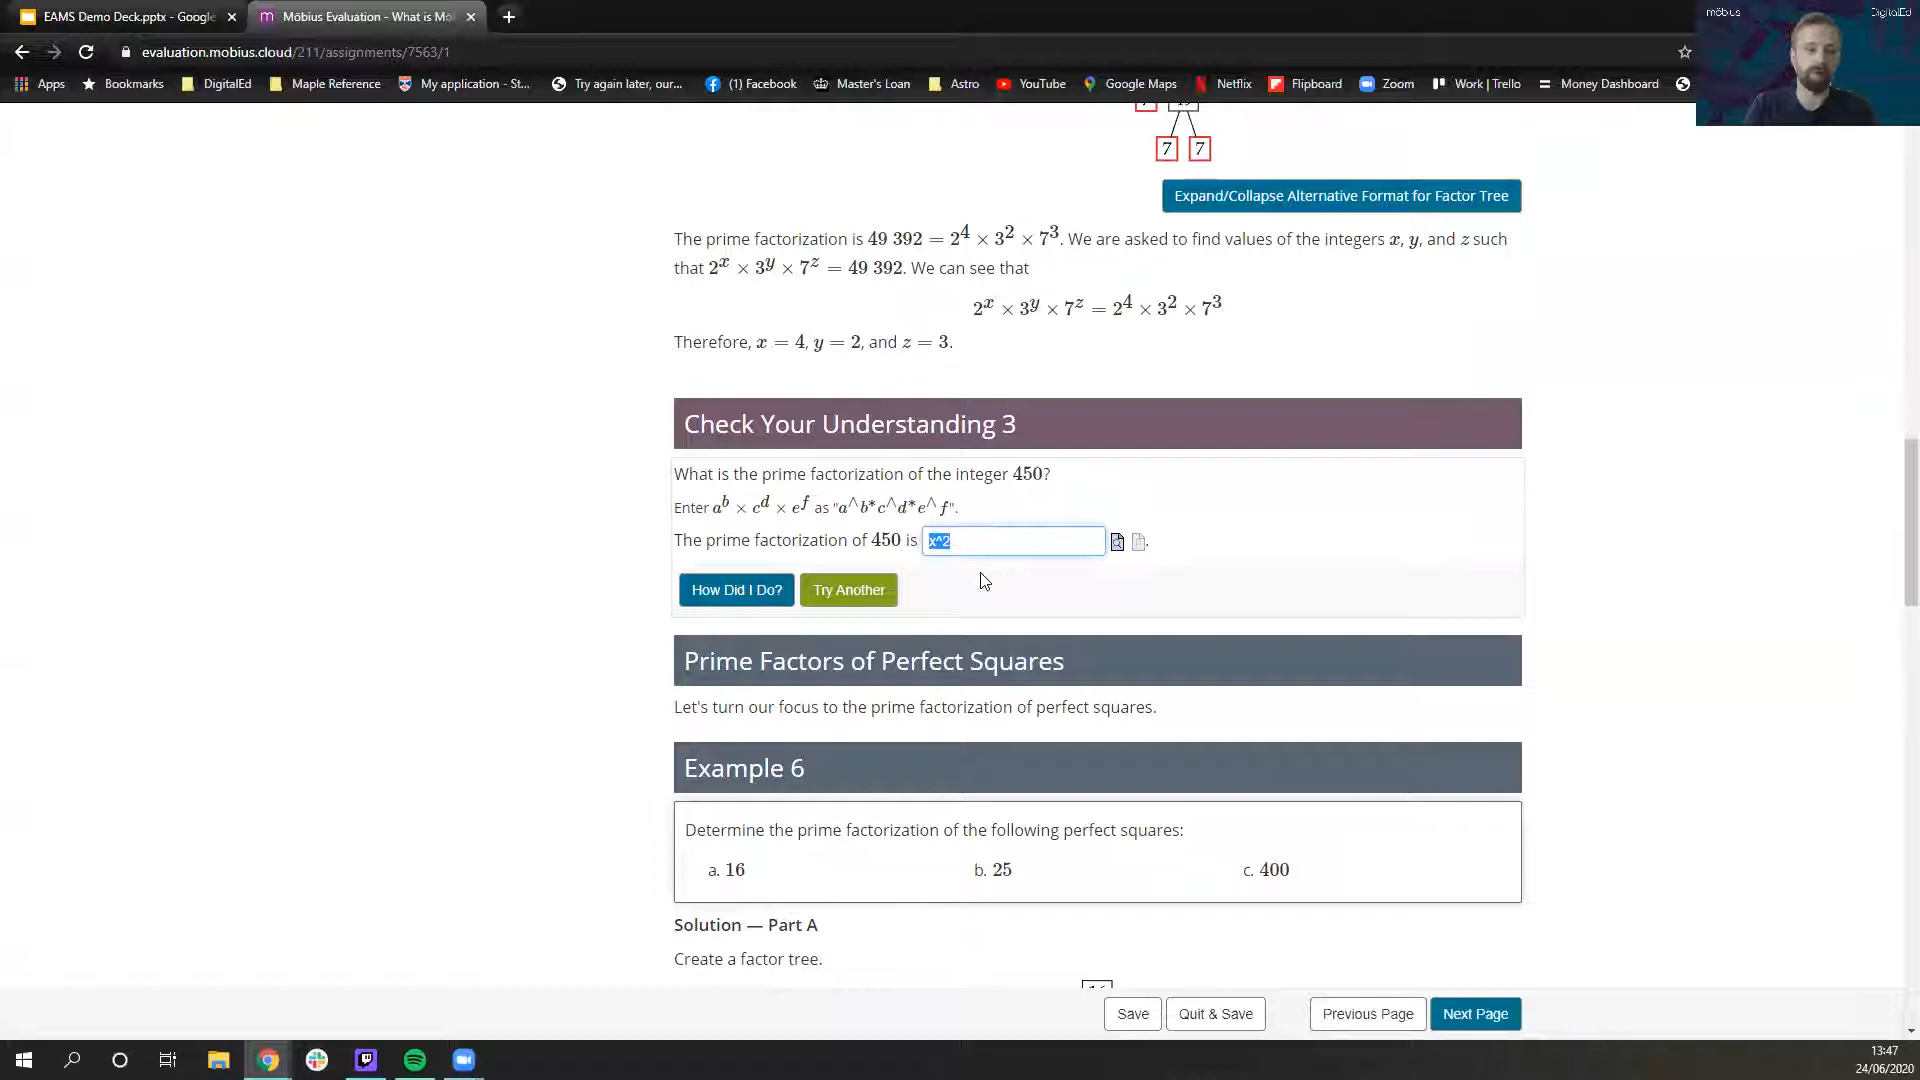 EAMS Demo Deck.pptx - Google
Möbius Evaluation - What is Mö
evaluation.mobius.cloud/211/assignments/7563/1
möbius
DigitalEd
Apps Bookmarks DigitalEd Maple Reference My application - St... Try again later, our... (1) Facebook Master's Loan Astro YouTube Google Maps Netflix Flipboard Zoom Work | Trello Money Dashboard
7 7
Expand/Collapse Alternative Format for Factor Tree
The prime factorization is 49 392 = 2^4 × 3^2 × 7^3. We are asked to find values of the integers x, y, and z such
that 2^x × 3^y × 7^z = 49 392. We can see that
2^x × 3^y × 7^z = 2^4 × 3^2 × 7^3
Therefore, x = 4, y = 2, and z = 3.
Check Your Understanding 3
What is the prime factorization of the integer 450?
Enter a^b × c^d × e^f as "a^b*c^d*e^f".
The prime factorization of 450 is x^2 .
How Did I Do? Try Another
Prime Factors of Perfect Squares
Let's turn our focus to the prime factorization of perfect squares.
Example 6
Determine the prime factorization of the following perfect squares:
a. 16 b. 25 c. 400
Solution — Part A
Create a factor tree.
Save Quit & Save Previous Page Next Page
13:47
24/06/2020